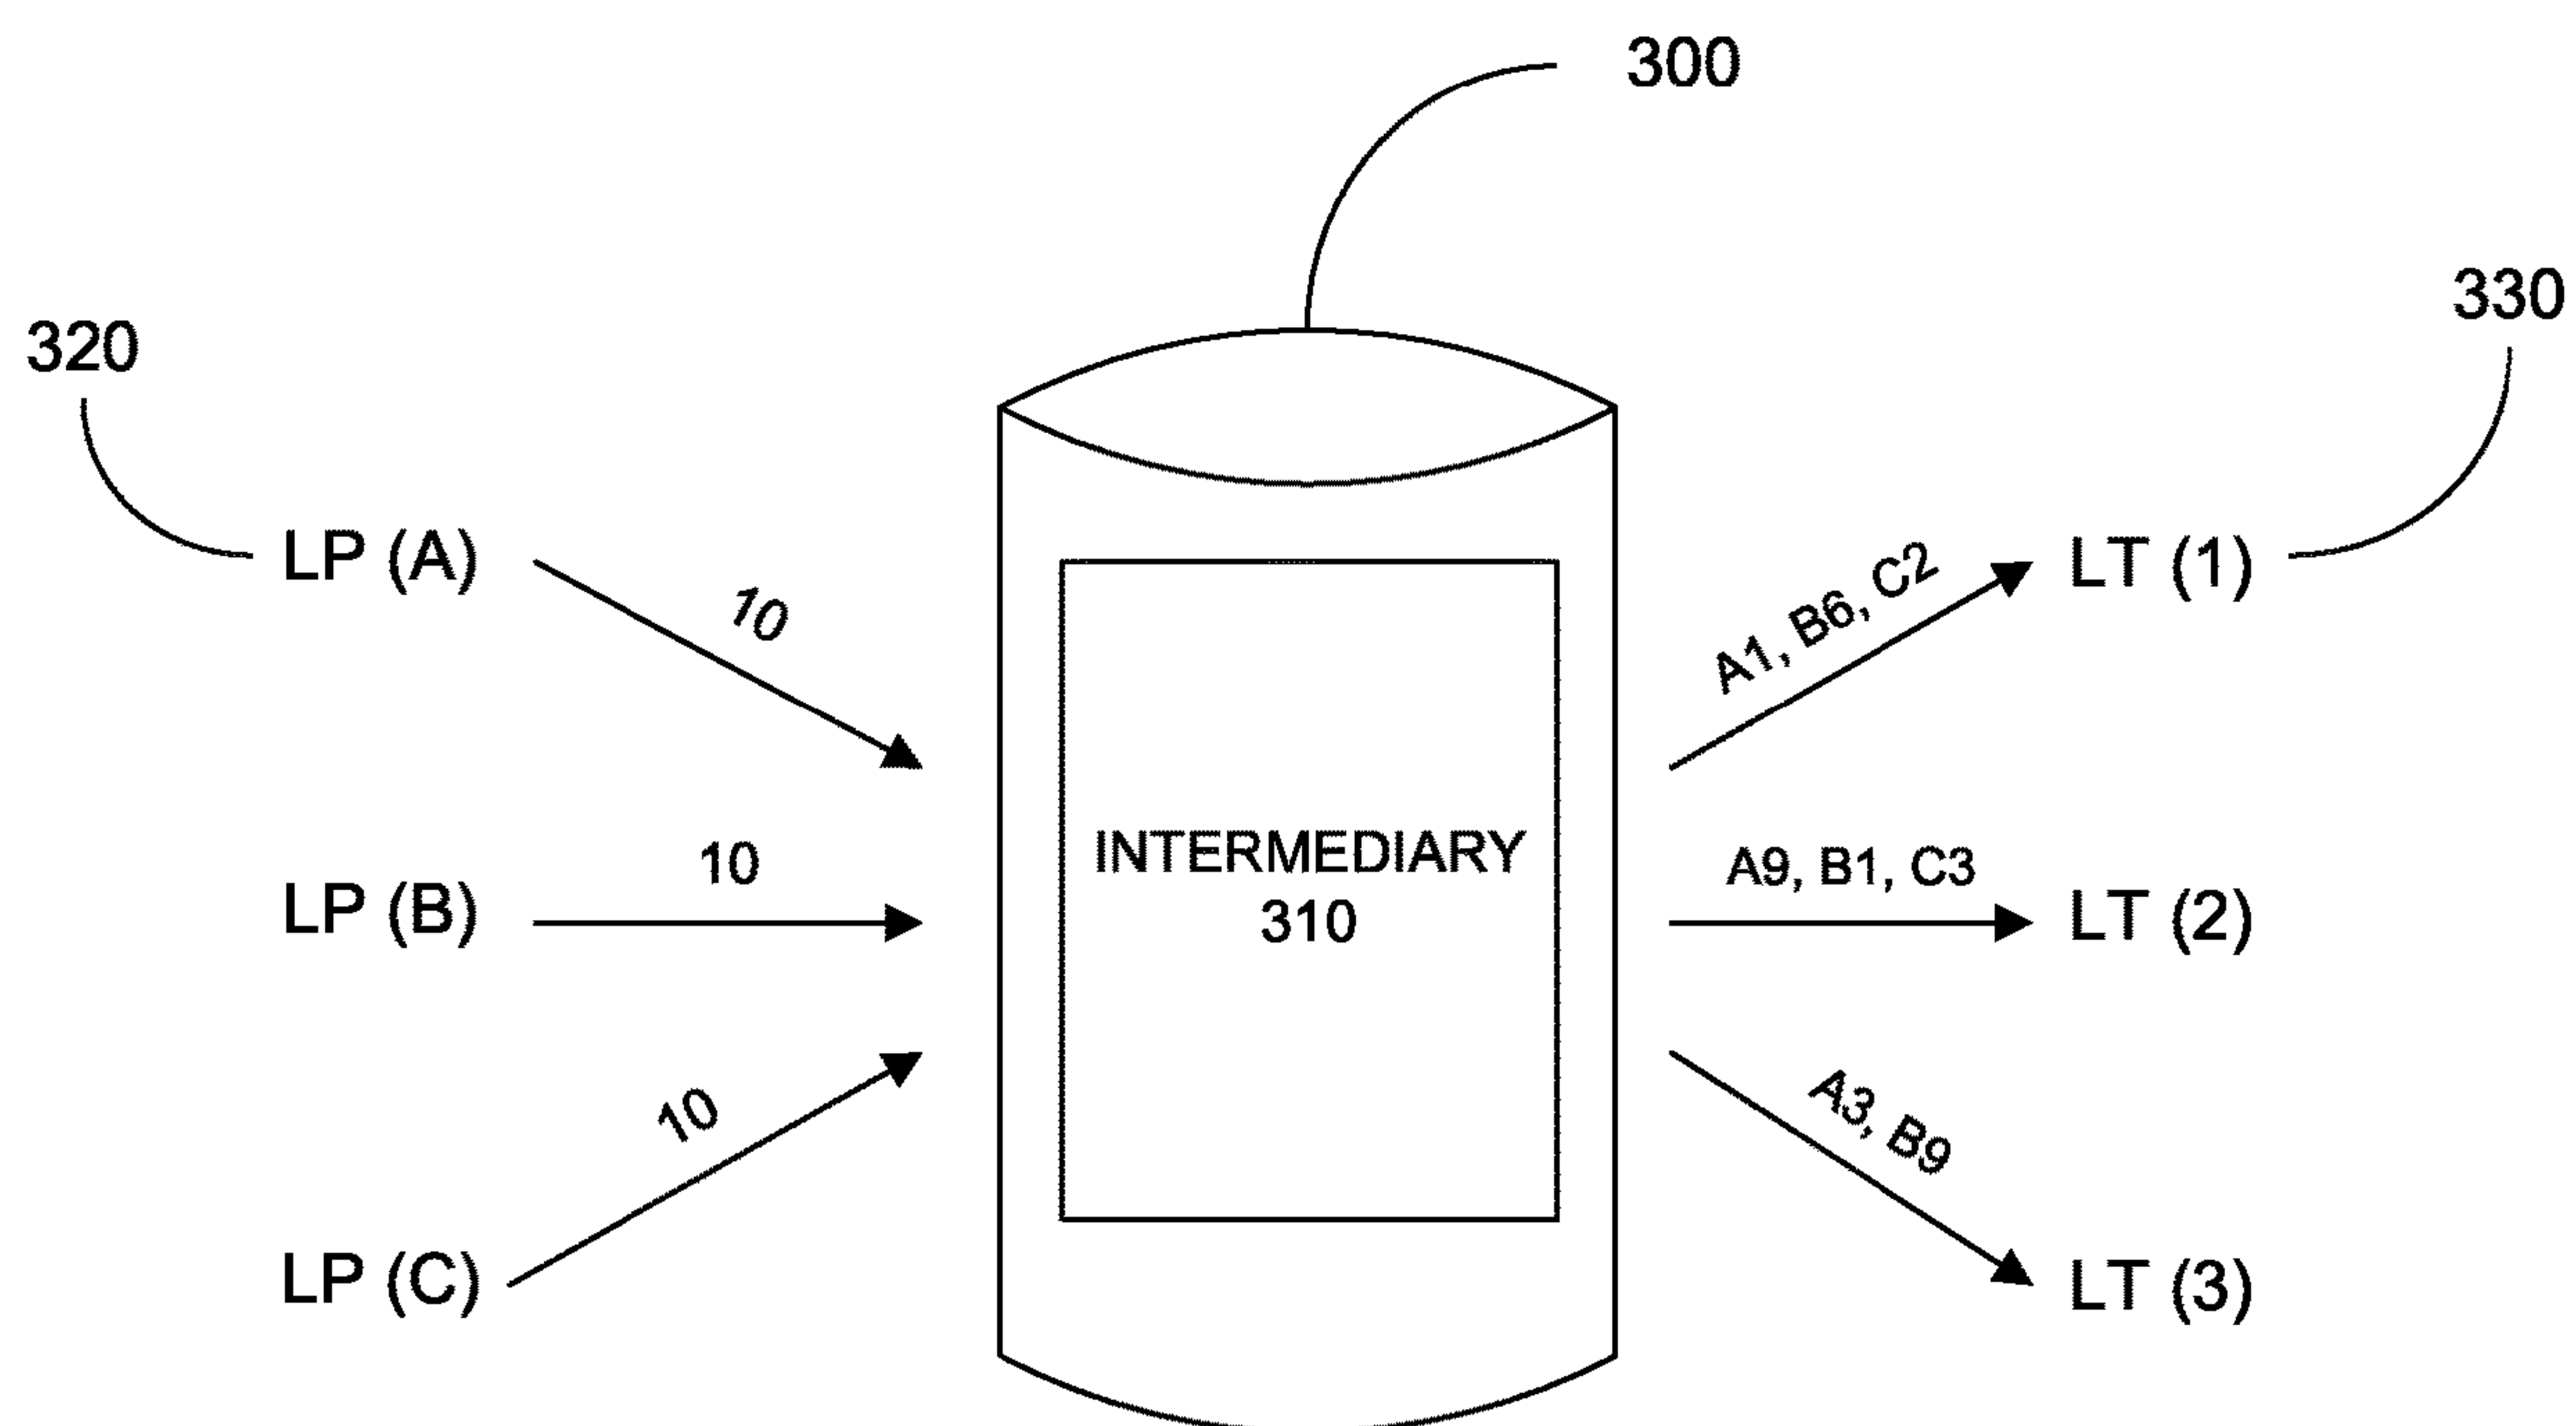 300
330
320
LP (A)
10
A1, B6, C2
LT (1)
LP (B)
10
INTERMEDIARY
310
A9, B1, C3
LT (2)
LP (C)
10
A3, B9
LT (3)